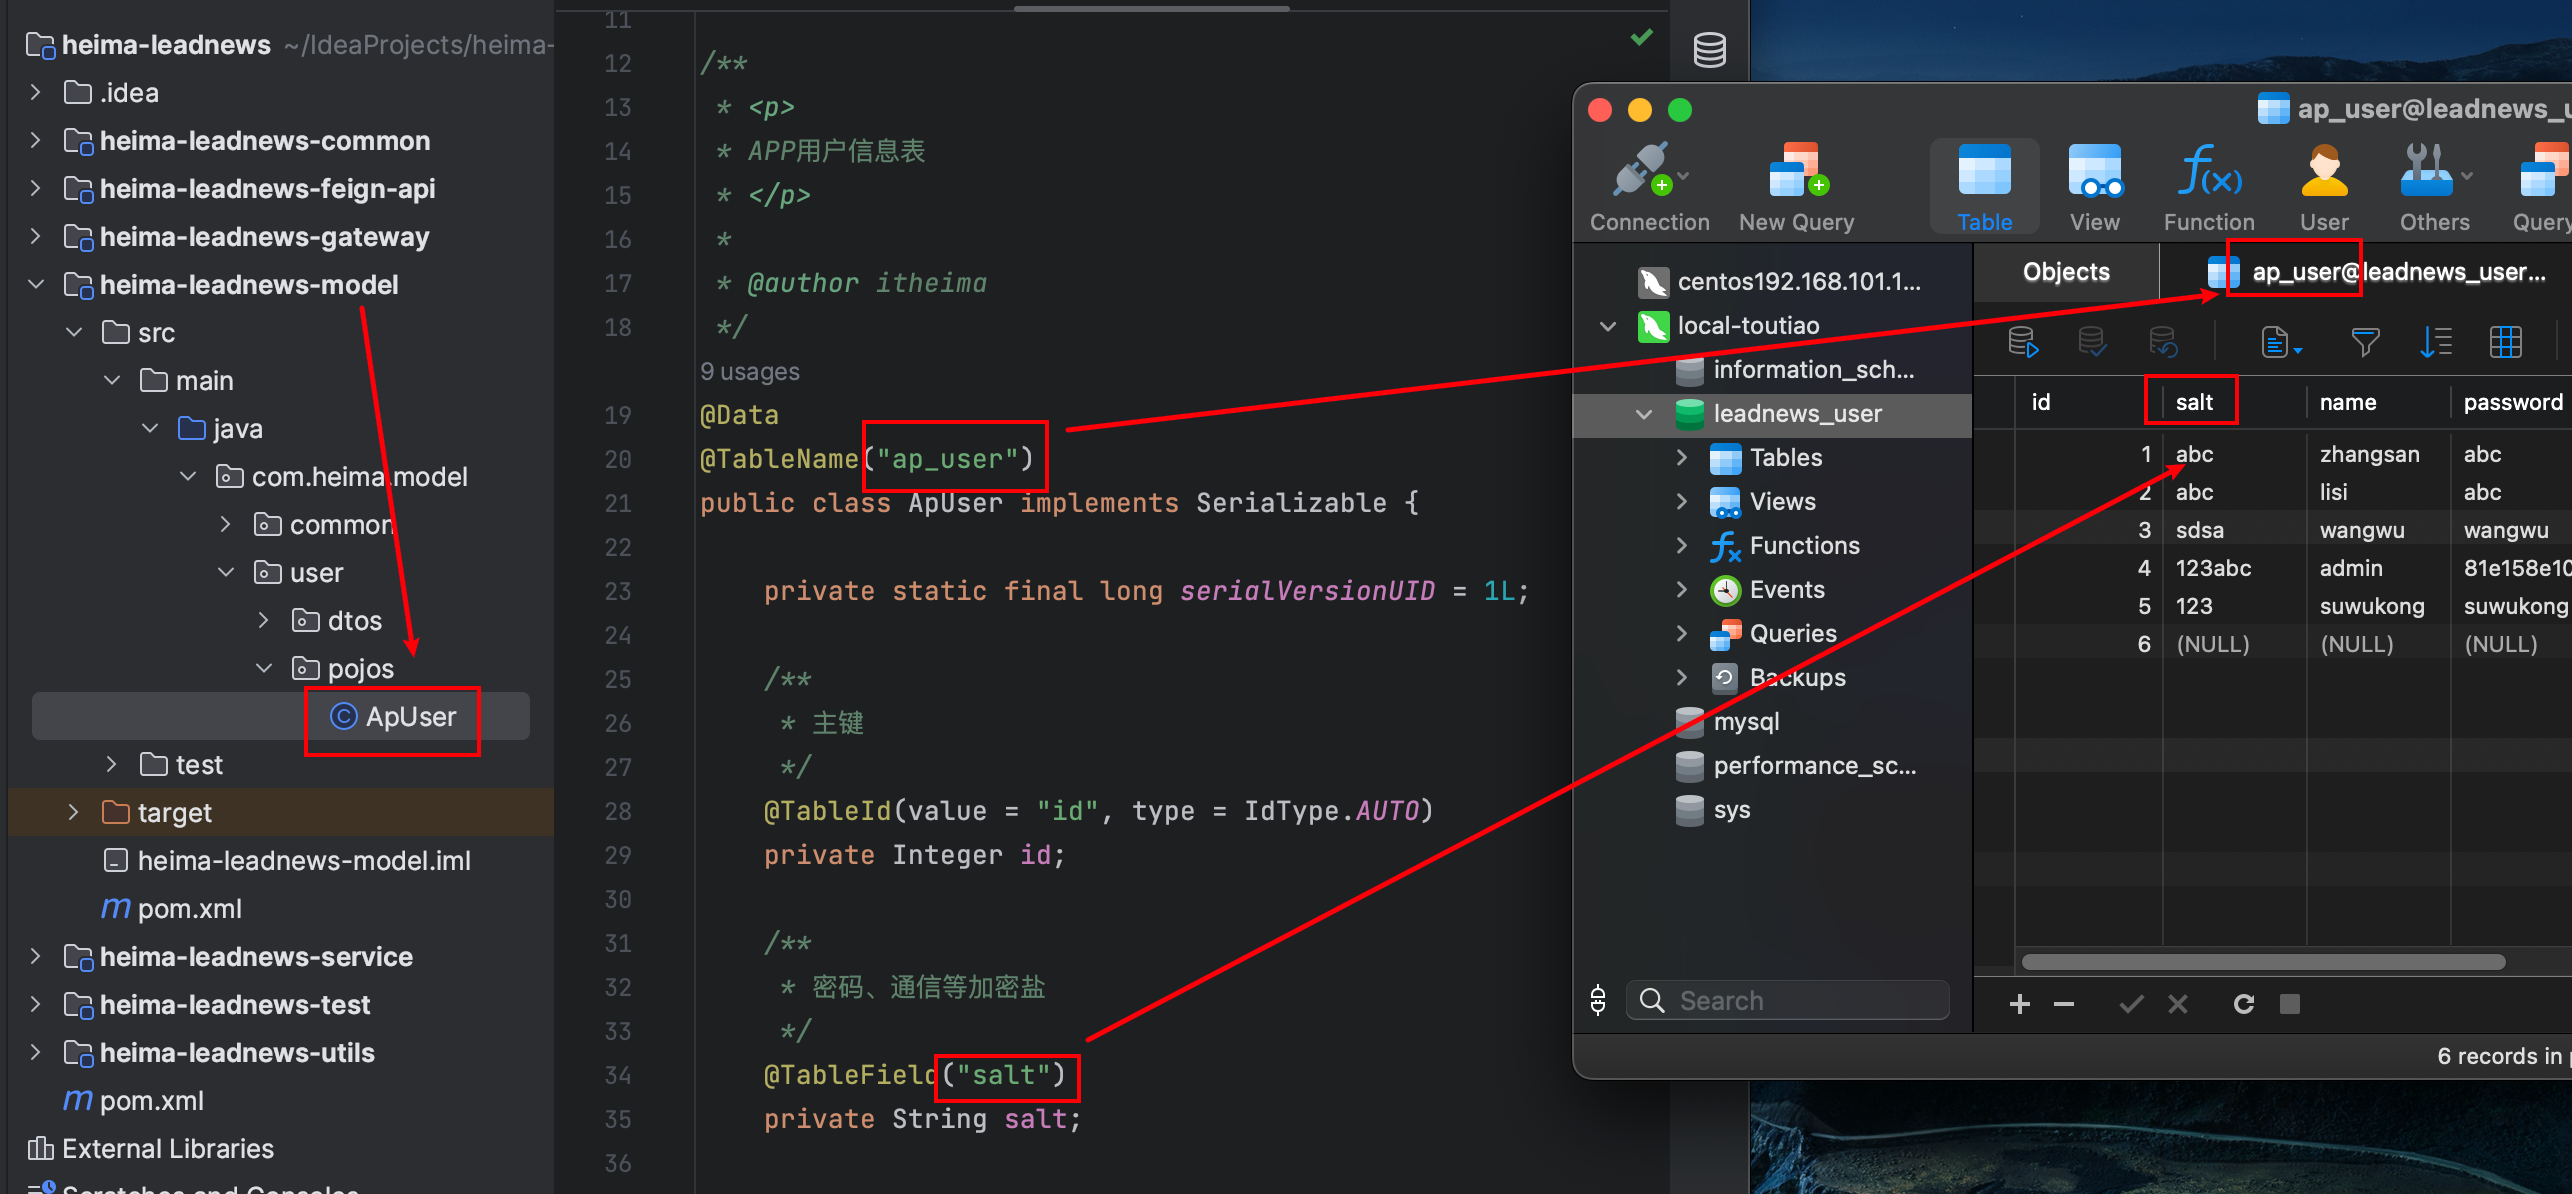 heima-leadnews ~/IdeaProjects/heima-
.idea
heima-leadnews-common
heima-leadnews-feign-api
heima-leadnews-gateway
heima-leadnews-model
src
main
java
com.heima.model
common
user
dtos
pojos
ApUser
test
target
heima-leadnews-model.iml
pom.xml
heima-leadnews-service
heima-leadnews-test
heima-leadnews-utils
pom.xml
External Libraries
Scratches and Consoles
11
12 /**
13 * <p>
14 * APP用户信息表
15 * </p>
16 *
17 * @author itheima
18 */
9 usages
19 @Data
20 @TableName("ap_user")
21 public class ApUser implements Serializable {
22
23 private static final long serialVersionUID = 1L;
24
25 /**
26 * 主键
27 */
28 @TableId(value = "id", type = IdType.AUTO)
29 private Integer id;
30
31 /**
32 * 密码、通信等加密盐
33 */
34 @TableField("salt")
35 private String salt;
36
ap_user@leadnews_u
Connection New Query Table View Function User Others Query
centos192.168.101.1...
local-toutiao
information_sch...
leadnews_user
Tables
Views
Functions
Events
Queries
Backups
mysql
performance_sc...
sys
Search
Objects ap_user@leadnews_user...
id salt name password
1 abc zhangsan abc
2 abc lisi abc
3 sdsa wangwu wangwu
4 123abc admin 81e158e10
5 123 suwukong suwukong
6 (NULL) (NULL) (NULL)
6 records in